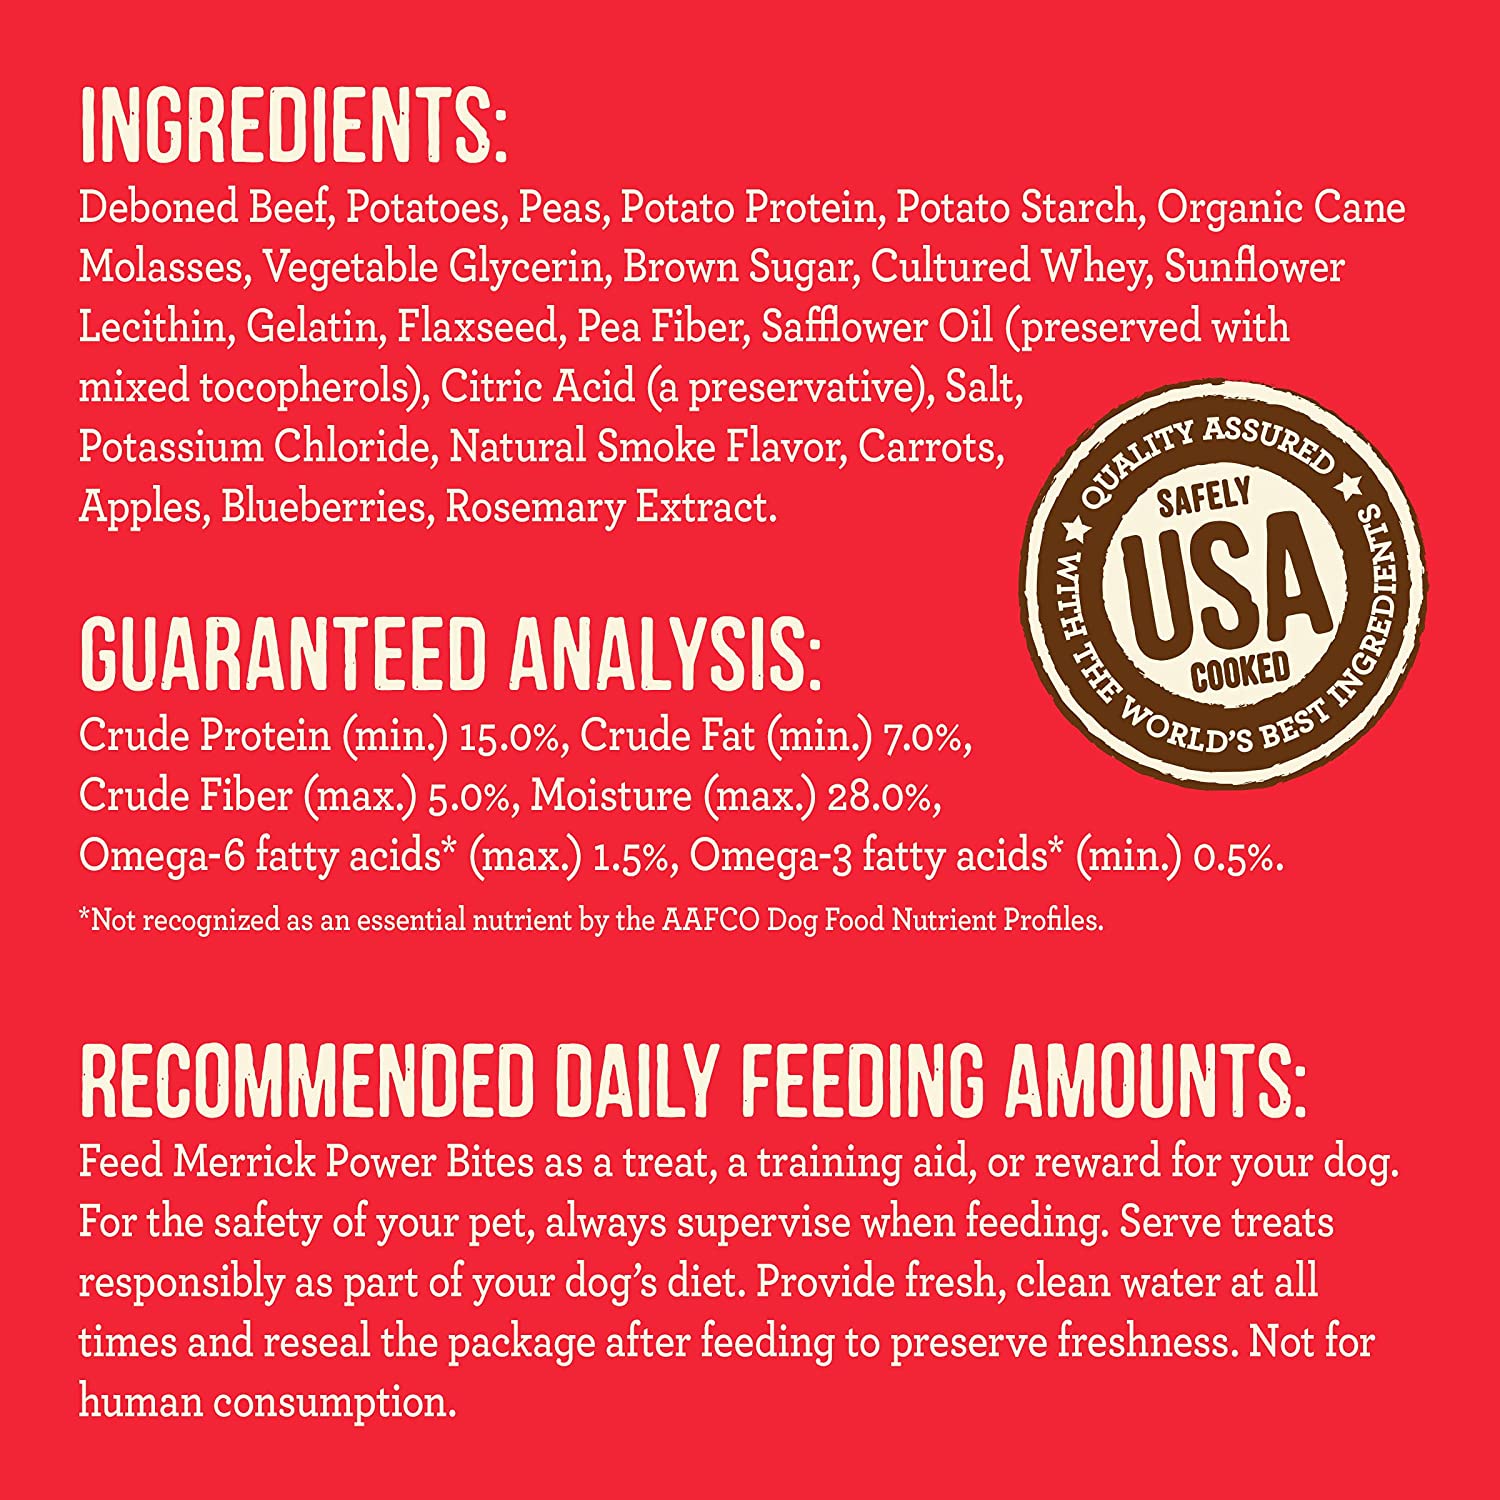 INGREDIENTS:
Deboned Beef, Potatoes, Peas, Potato Protein, Potato Starch, Organic Cane
Molasses, Vegetable Glycerin, Brown Sugar, Cultured Whey, Sunflower
Lecithin, Gelatin, Flaxseed, Pea Fiber, Safflower Oil (preserved with
mixed tocopherols), Citric Acid (a preservative), Salt,
Potassium Chloride, Natural Smoke Flavor, Carrots,
Apples, Blueberries, Rosemary Extract.
QUALITY ASSURED
WITH THE WORLD'S BEST INGREDIENTS
SAFELY
USA
COOKED
GUARANTEED ANALYSIS:
Crude Protein (min.) 15.0%, Crude Fat (min.) 7.0%,
Crude Fiber (max.) 5.0%, Moisture (max.) 28.0%,
Omega-6 fatty acids* (max.) 1.5%, Omega-3 fatty acids* (min.) 0.5%.
*Not recognized as an essential nutrient by the AAFCO Dog Food Nutrient Profiles.
RECOMMENDED DAILY FEEDING AMOUNTS:
Feed Merrick Power Bites as a treat, a training aid, or reward for your dog.
For the safety of your pet, always supervise when feeding. Serve treats
responsibly as part of your dog's diet. Provide fresh, clean water at all
times and reseal the package after feeding to preserve freshness. Not for
human consumption.